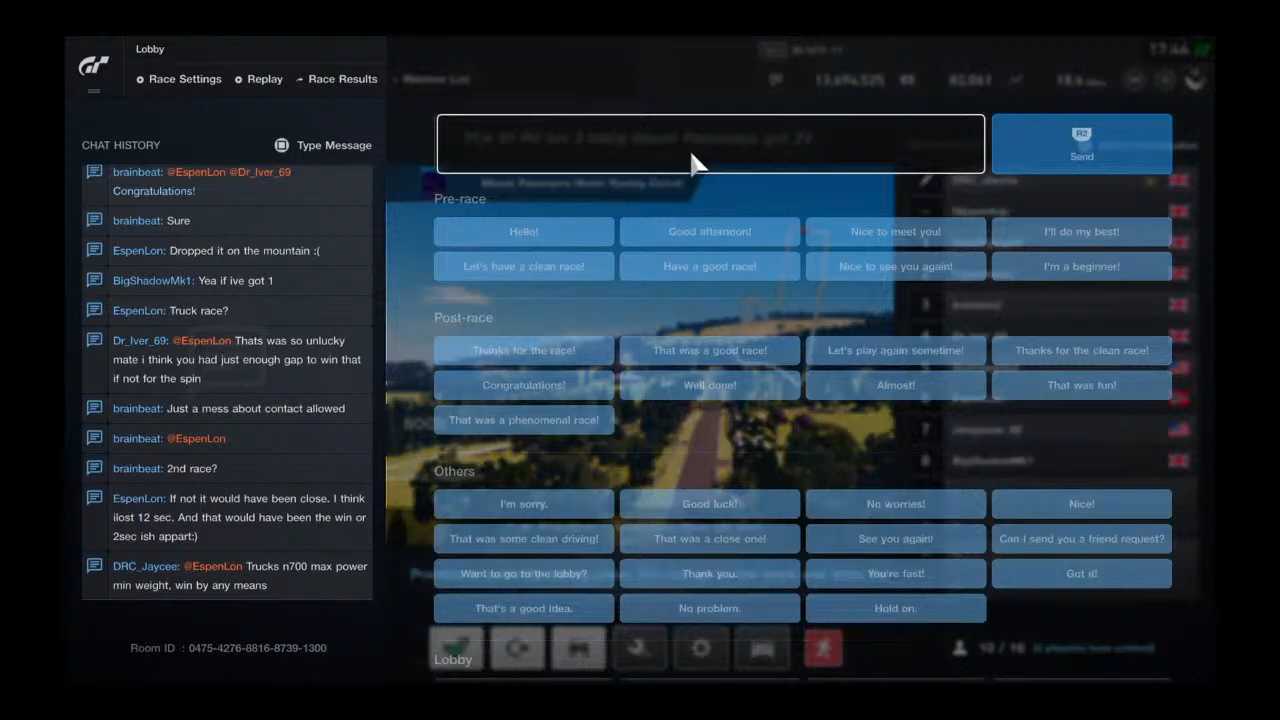 Lobby
Race Settings
Replay
Race Results
CHAT HISTORY
Type Message
brainbeat: @EspenLon @Dr_Iver_69
Congratulations!
brainbeat: Sure
EspenLon: Dropped it on the mountain :(
BigShadowMk1: Yea if ive got 1
EspenLon: Truck race?
Dr_Iver_69: @EspenLon Thats was so unlucky
mate i think you had just enough gap to win that
if not for the spin
brainbeat: Just a mess about contact allowed
brainbeat: @EspenLon
brainbeat: 2nd race?
EspenLon: If not it would have been close. I think
ilost 12 sec. And that would have been the win or
2sec ish appart:)
DRC_Jaycee: @EspenLon Trucks n700 max power
min weight, win by any means
Room ID : 0475-4276-8816-8739-1300
R2
Send
Pre-race
Hello!
Good afternoon!
Nice to meet you!
I'll do my best!
Let's have a clean race!
Have a good race!
Nice to see you again!
I'm a beginner!
Post-race
Thanks for the race!
That was a good race!
Let's play again sometime!
Thanks for the clean race!
Congratulations!
Well done!
Almost!
That was fun!
That was a phenomenal race!
Others
I'm sorry.
Good luck!
No worries!
Nice!
That was some clean driving!
That was a close one!
See you again!
Can I send you a friend request?
Want to go to the lobby?
Thank you.
You're fast!
Got it!
That's a good idea.
No problem.
Hold on.
Lobby
10 / 16